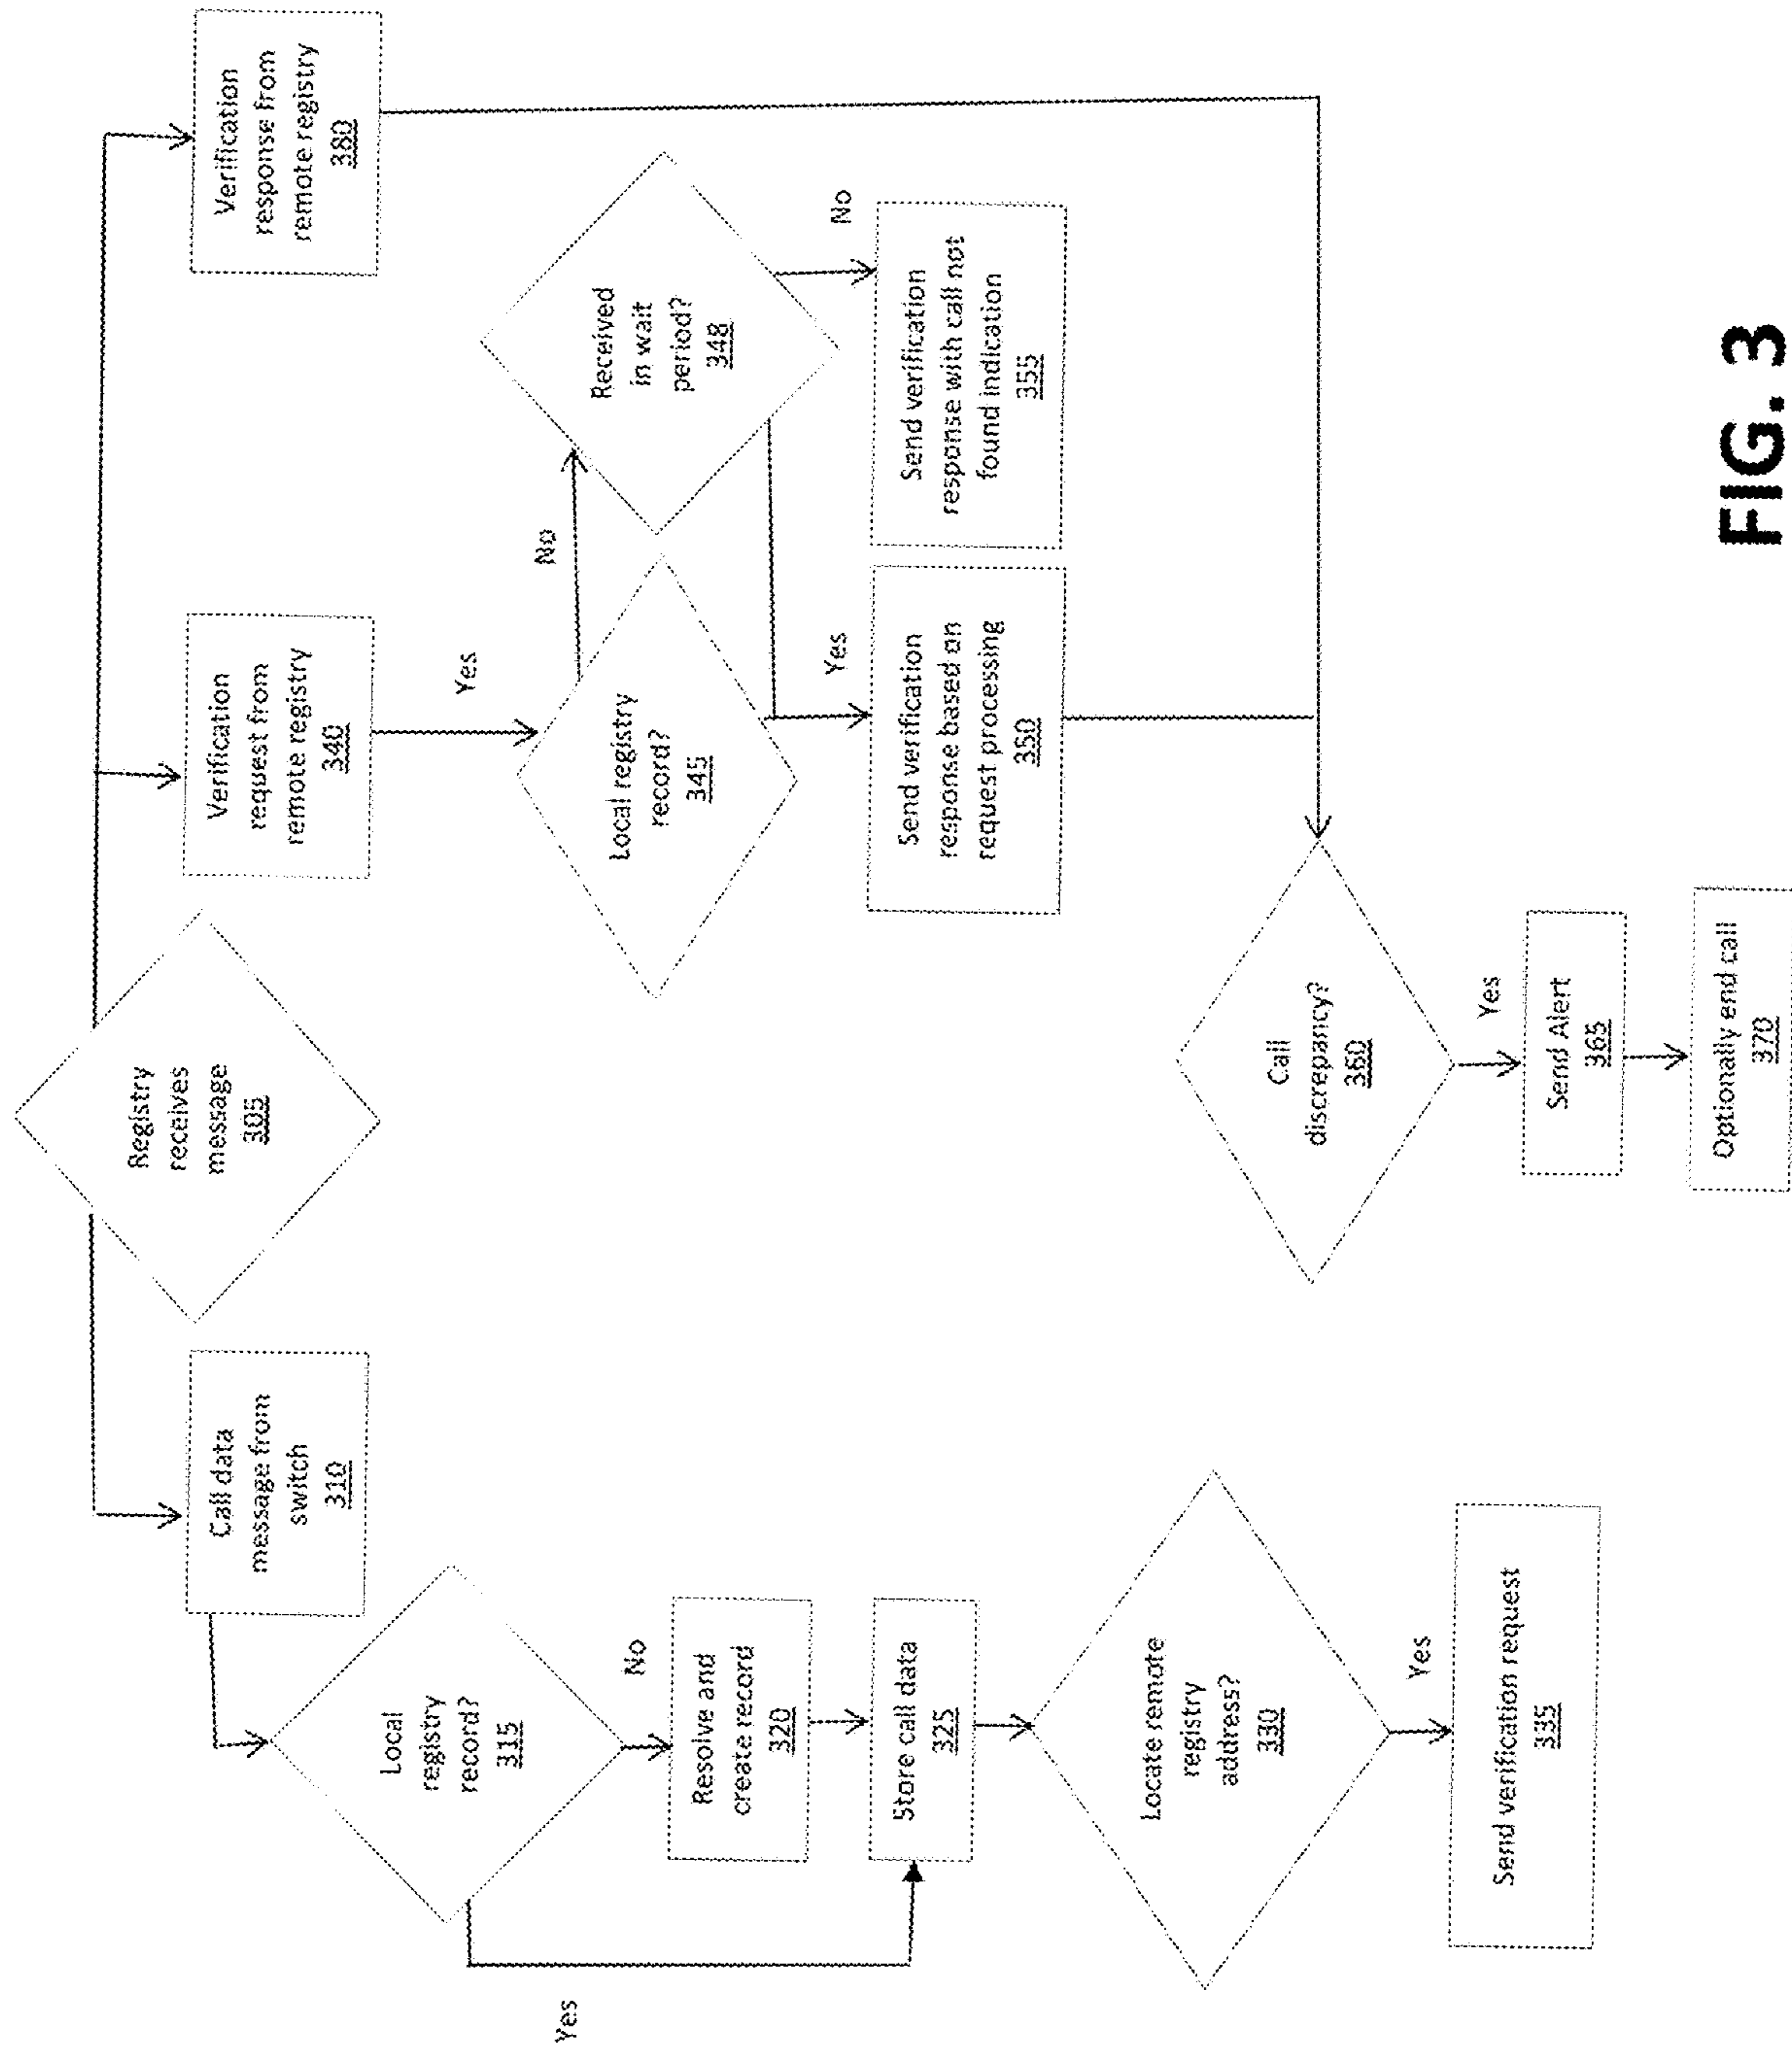 Registry
receives
message
305
Call data
message from
switch
310
Verification
request from
remote registry
340
Verification
response from
remote registry
380
Local
registry
record?
315
Yes
No
Resolve and
create record
320
Store call data
325
Locate remote
registry
address?
330
Yes
Send verification request
335
Yes
Local registry
record?
345
No
Received
in wait
period?
348
Yes
No
Send verification
response based on
request processing
350
Send verification
response with call not
found indication
355
Call
discrepancy?
360
Yes
Send Alert
365
Optionally end call
370
FIG. 3